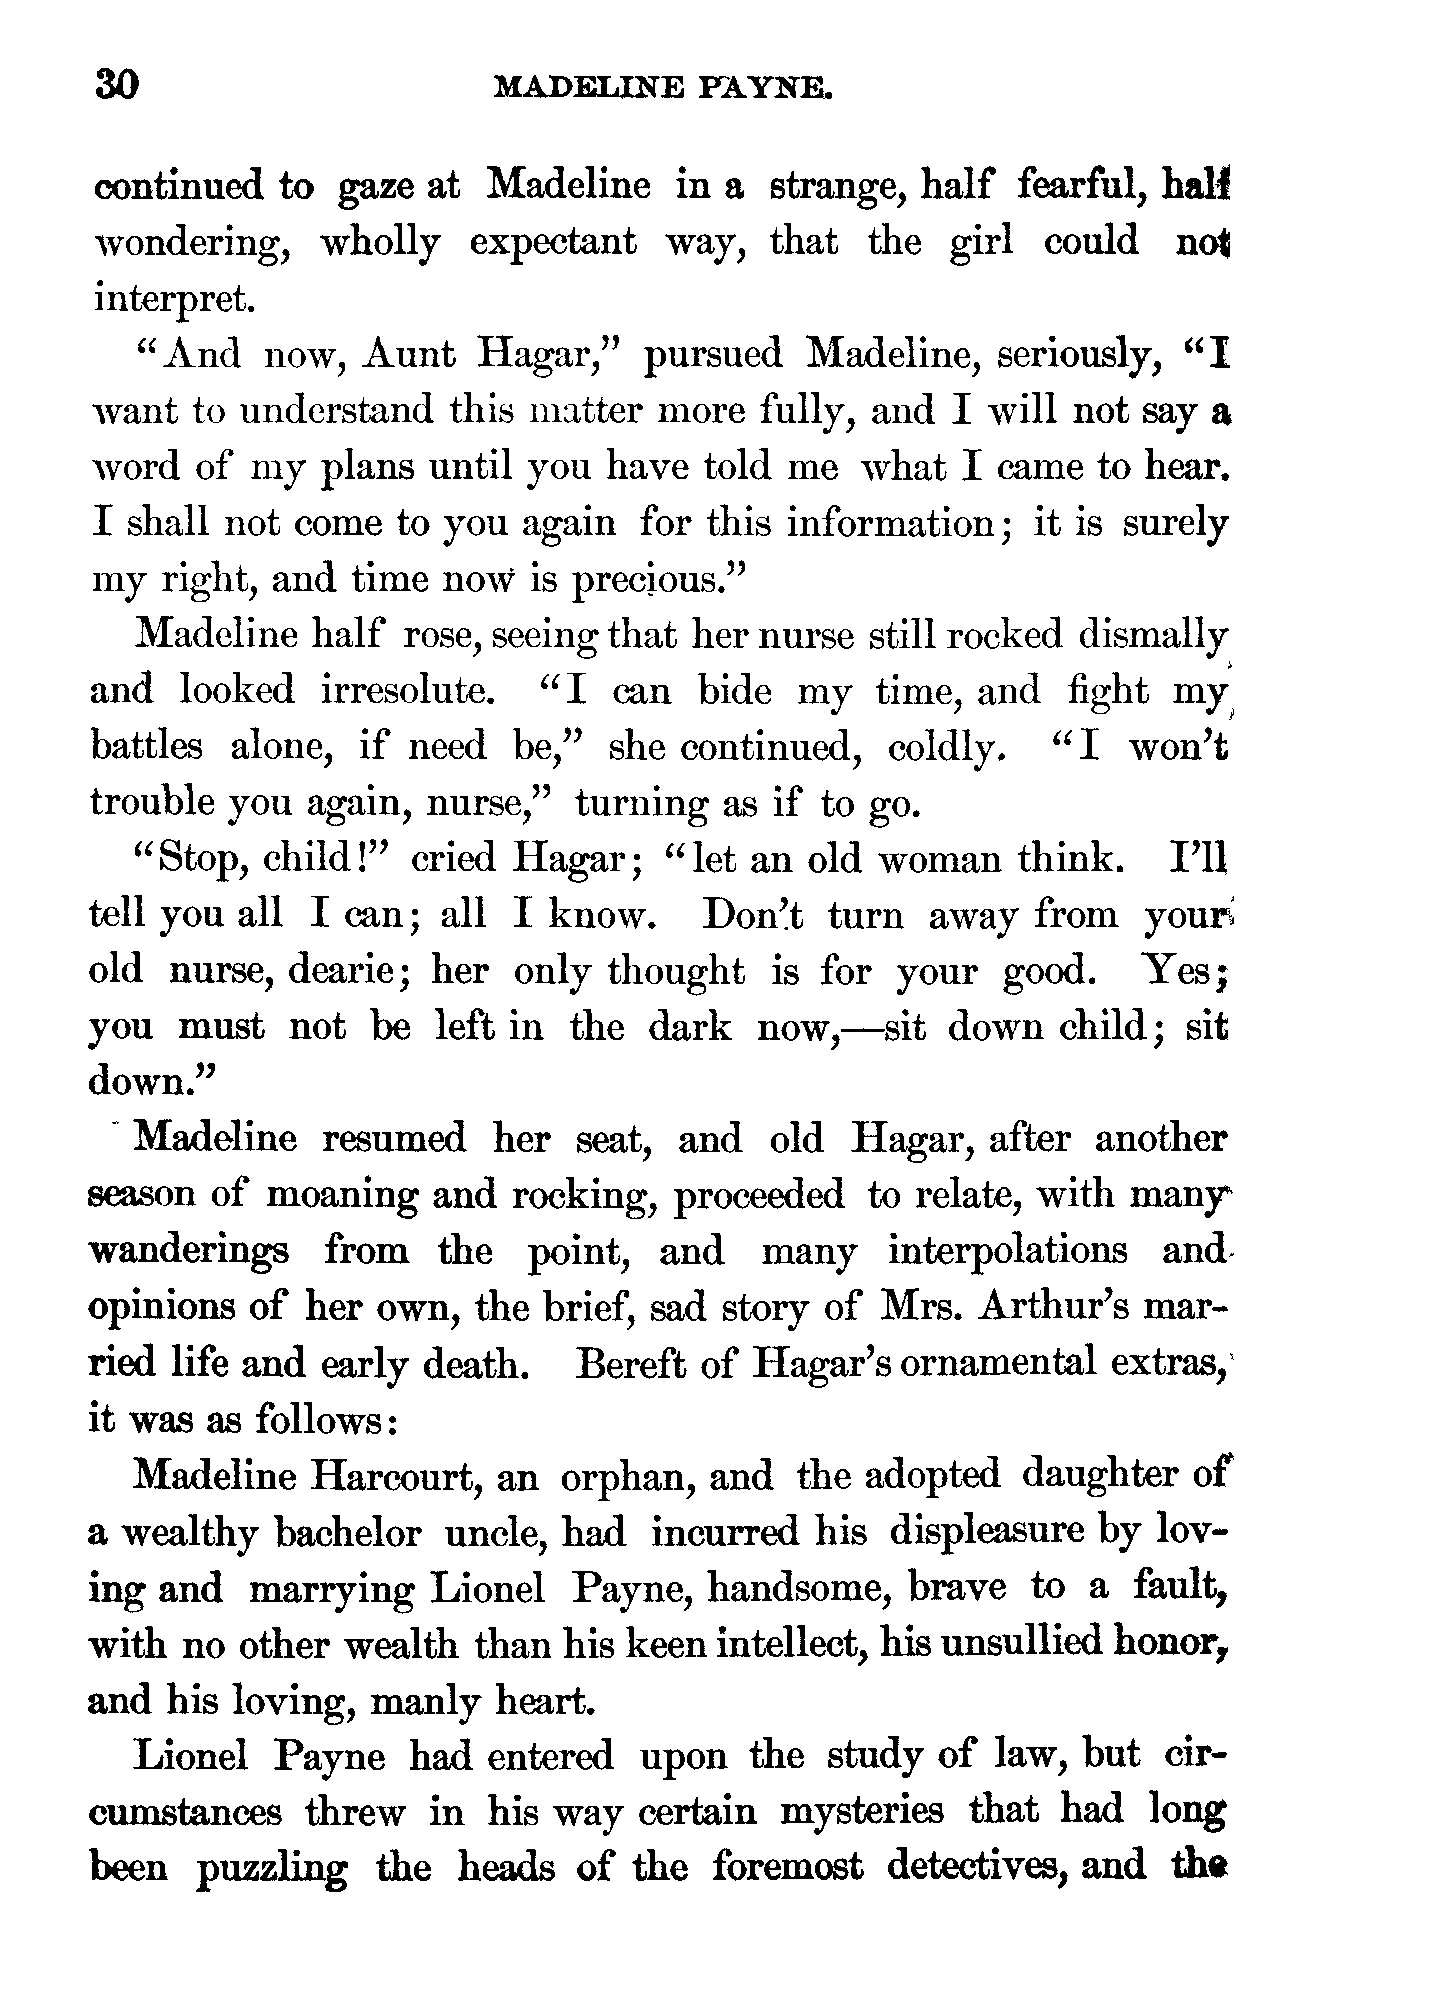 30 MADELINE PAYNE.
continued to gaze at Madeline in a strange, half fearful, half
wondering, wholly expectant way, that the girl could not
interpret.
“And now, Aunt Hagar,” pursued Madeline, seriously, “I
want to understand this matter more fully, and I will not say a
word of my plans until you have told me what I came to hear.
I shall not come to you again for this information; it is surely
my right, and time now is precious.”
Madeline half rose, seeing that her nurse still rocked dismally
and looked irresolute. “I can bide my time, and fight my
battles alone, if need be,” she continued, coldly. “I won’t
trouble you again, nurse,” turning as if to go.
“Stop, child!” cried Hagar; “let an old woman think. I’ll
tell you all I can; all I know. Don’t turn away from your
old nurse, dearie; her only thought is for your good. Yes;
you must not be left in the dark now,—sit down child; sit
down.”
Madeline resumed her seat, and old Hagar, after another
season of moaning and rocking, proceeded to relate, with many
wanderings from the point, and many interpolations and
opinions of her own, the brief, sad story of Mrs. Arthur’s mar-
ried life and early death. Bereft of Hagar’s ornamental extras,
it was as follows:
Madeline Harcourt, an orphan, and the adopted daughter of
a wealthy bachelor uncle, had incurred his displeasure by lov-
ing and marrying Lionel Payne, handsome, brave to a fault,
with no other wealth than his keen intellect, his unsullied honor,
and his loving, manly heart.
Lionel Payne had entered upon the study of law, but cir-
cumstances threw in his way certain mysteries that had long
been puzzling the heads of the foremost detectives, and the